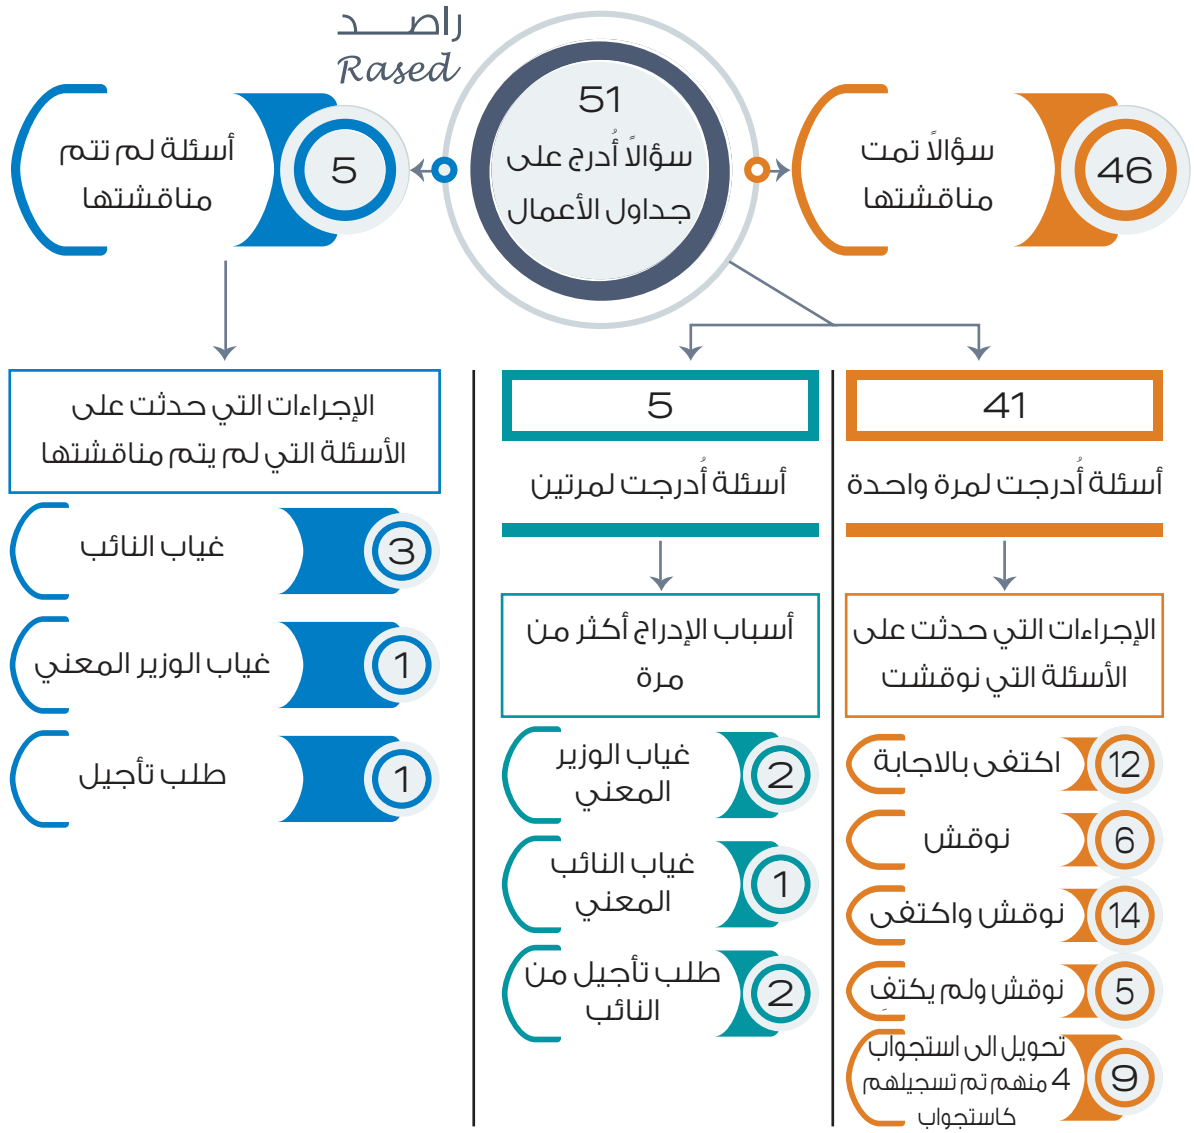 راصد
Rased
51
سؤالاً أُدرج على
جداول الأعمال
46
سؤالاً تمت
مناقشتها
5
أسئلة لم تتم
مناقشتها
41
أسئلة أُدرجت لمرة واحدة
الإجراءات التي حدثت على
الأسئلة التي نوقشت
12
اكتفى بالاجابة
6
نوقش
14
نوقش واكتفى
5
نوقش ولم يكتفِ
9
تحويل الى استجواب
4 منهم تم تسجيلهم
كاستجواب
5
أسئلة أُدرجت لمرتين
أسباب الإدراج أكثر من
مرة
2
غياب الوزير
المعني
1
غياب النائب
المعني
2
طلب تأجيل من
النائب
الإجراءات التي حدثت على
الأسئلة التي لم يتم مناقشتها
3
غياب النائب
1
غياب الوزير المعني
1
طلب تأجيل